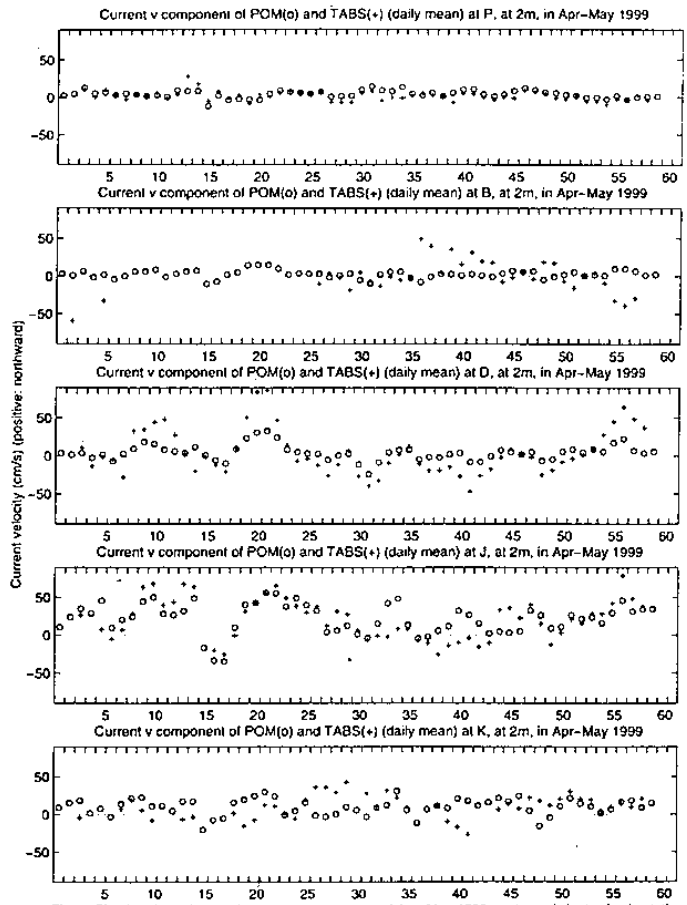 Current v component of POM(o) and TABS(+) (daily mean) at P, at 2m, in Apr-May 1999
50
0
-50
5 10 15 20 25 30 35 40 45 50 55 60
Current v component of POM(o) and TABS(+) (daily mean) at B, at 2m, in Apr-May 1999
50
0
-50
5 10 15 20 25 30 35 40 45 50 55 60
Current v component of POM(o) and TABS(+) (daily mean) at D, at 2m, in Apr-May 1999
50
0
-50
5 10 15 20 25 30 35 40 45 50 55 60
Current v component of POM(o) and TABS(+) (daily mean) at J, at 2m, in Apr-May 1999
50
0
-50
5 10 15 20 25 30 35 40 45 50 55 60
Current v component of POM(o) and TABS(+) (daily mean) at K, at 2m, in Apr-May 1999
50
0
-50
5 10 15 20 25 30 35 40 45 50 55 60
Current velocity (cm/s) (positive: northward)